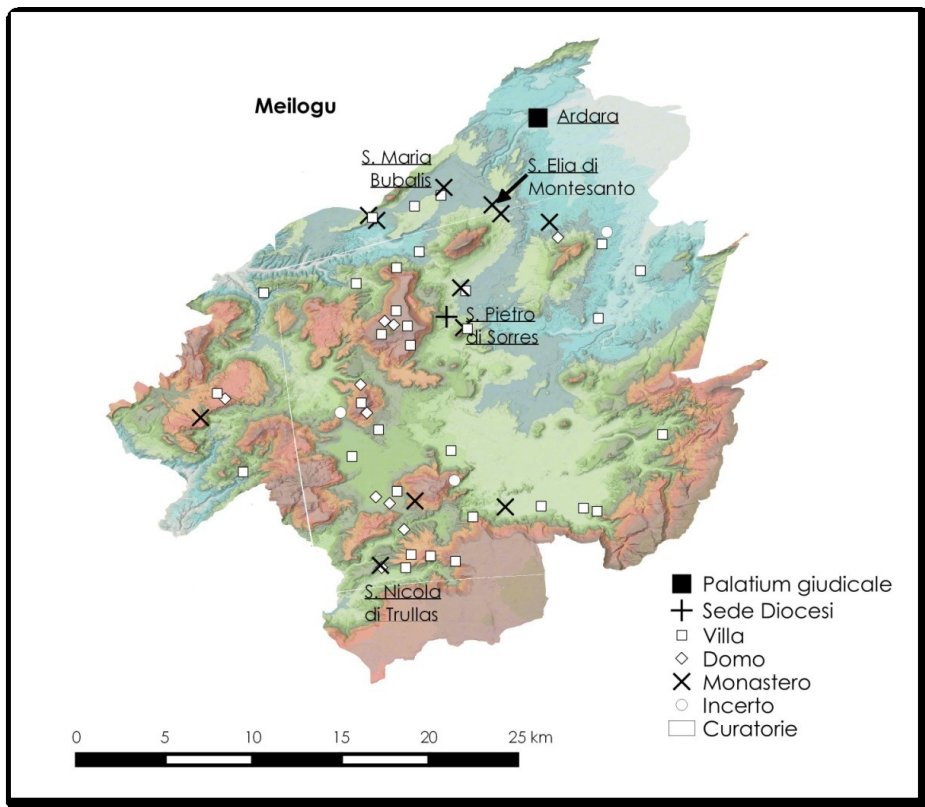 Meilogu
Ardara
S. Maria
Bubalis
S. Elia di
Montesanto
S. Pietro
di Sorres
S. Nicola
di Trullas
Palatium giudicale
Sede Diocesi
Villa
Domo
Monastero
Incerto
Curatorie
0 5 10 15 20 25 km